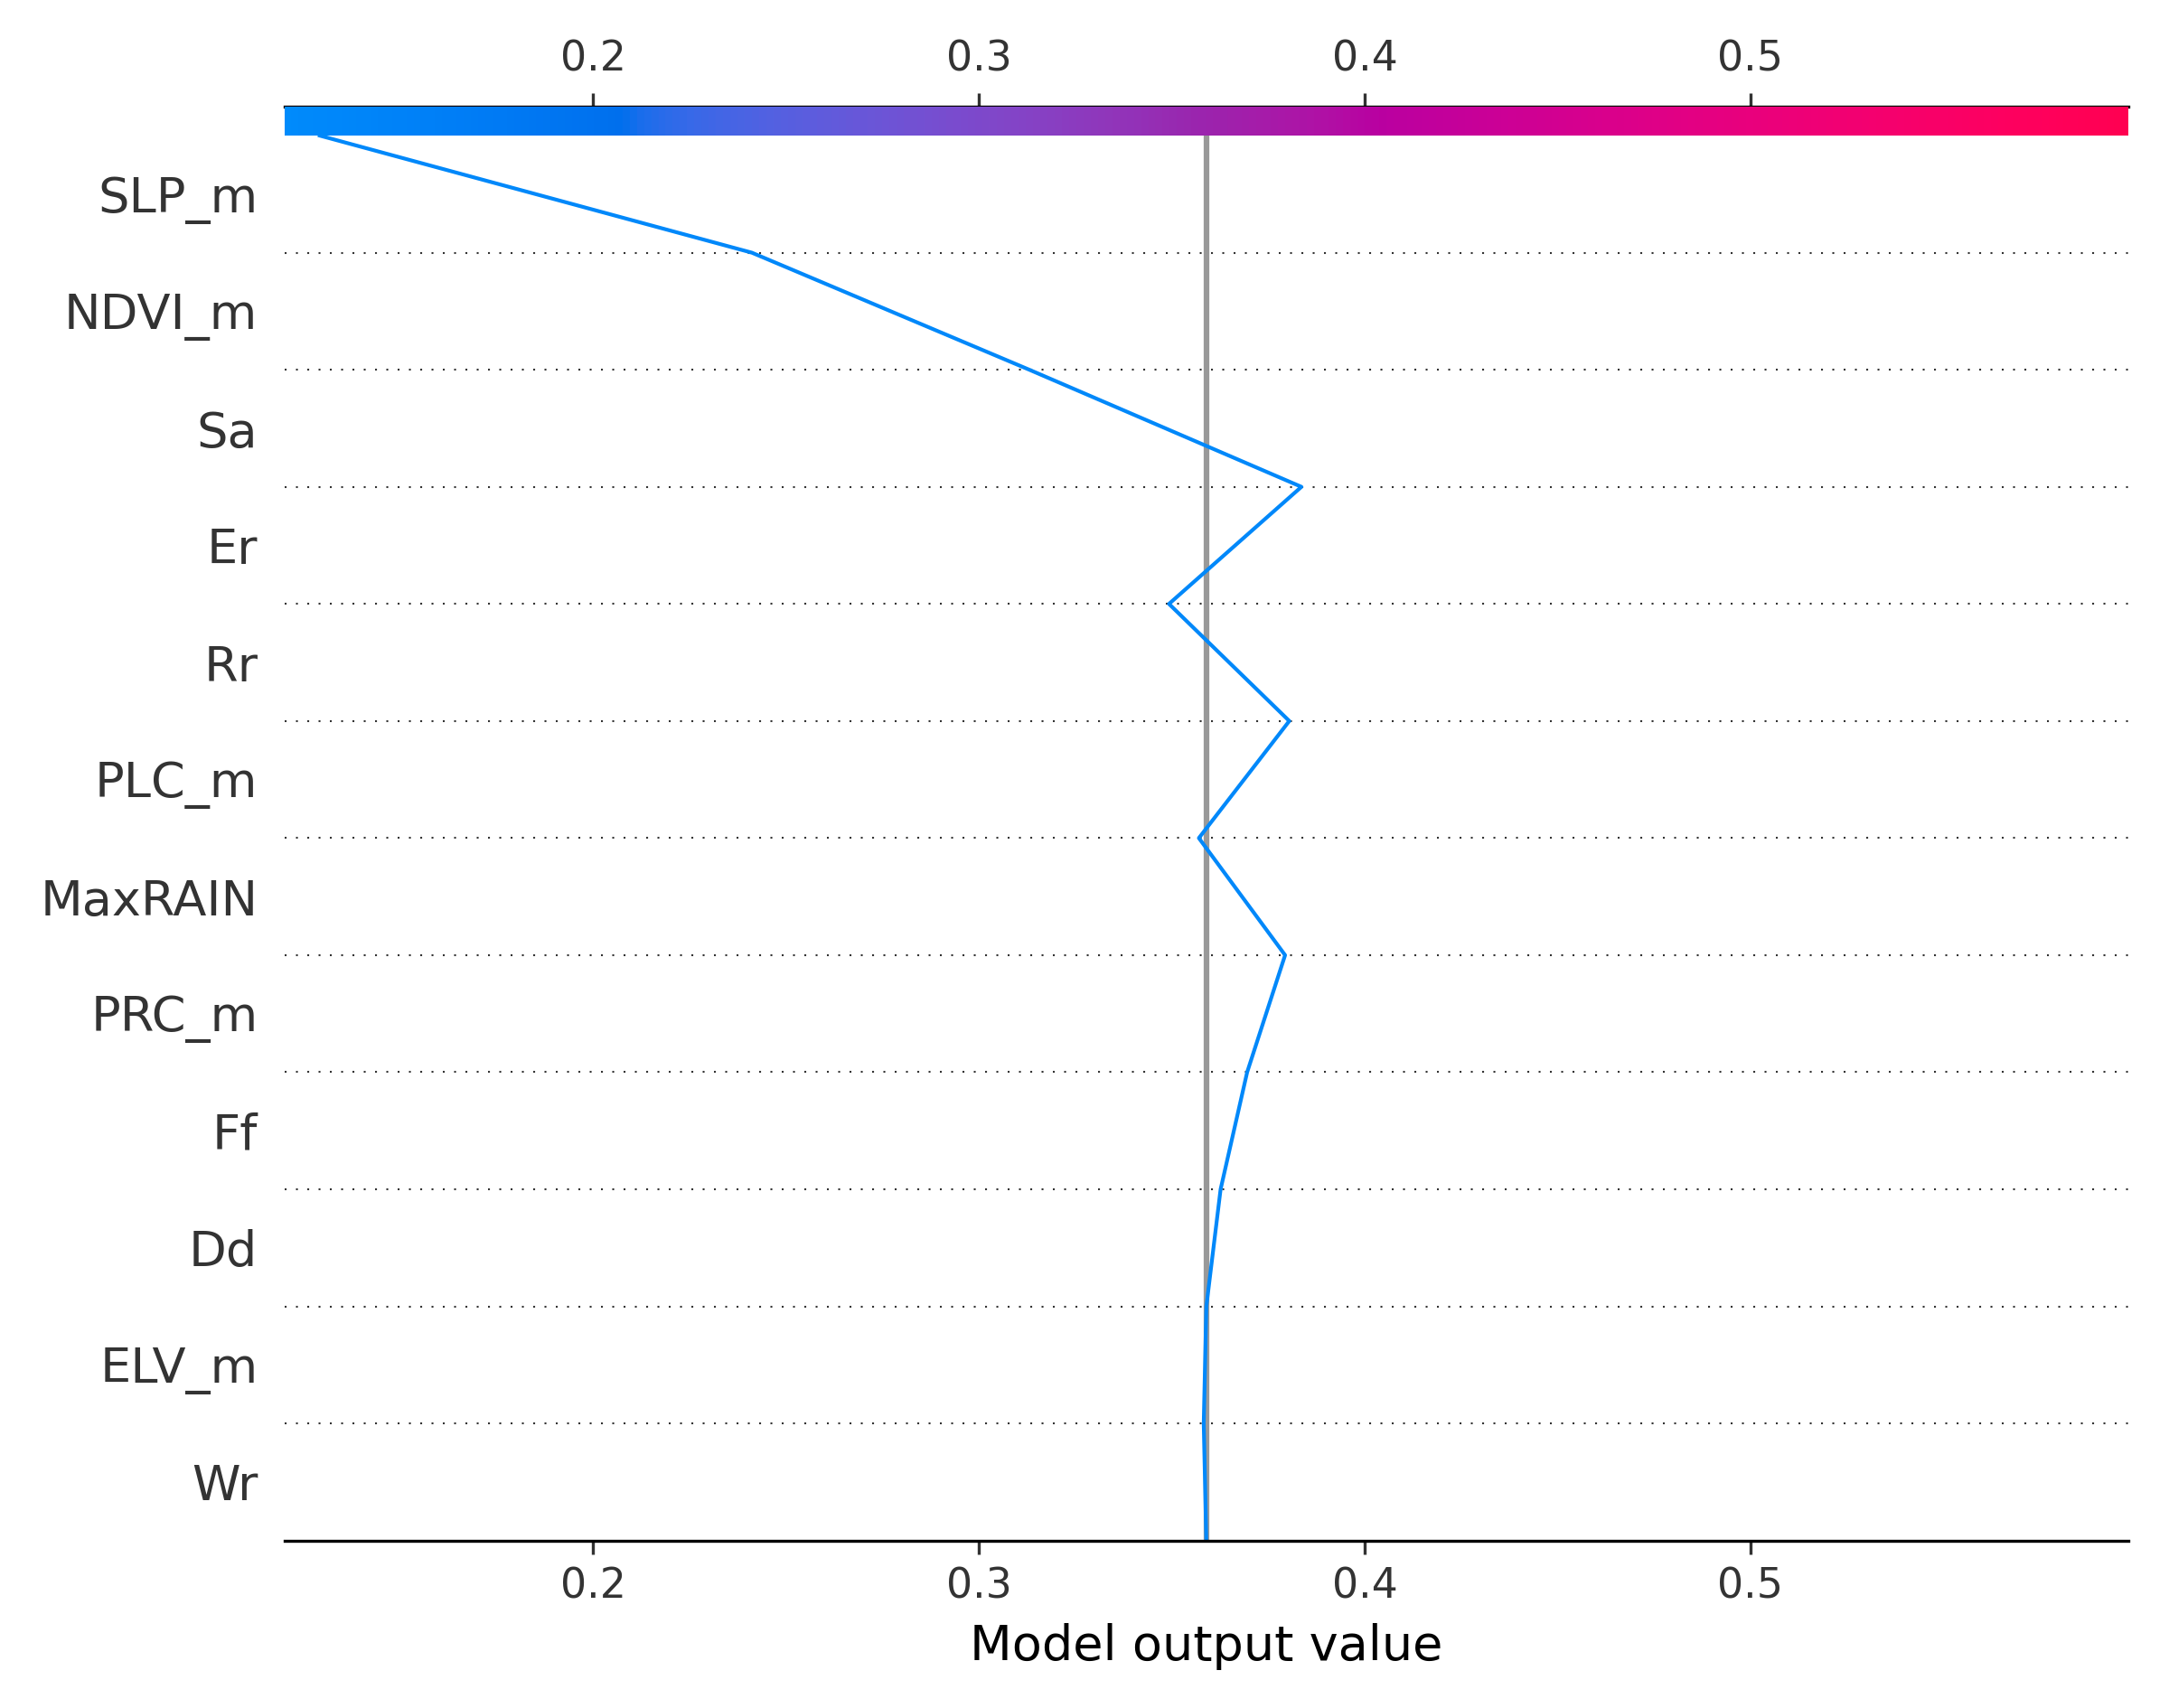 0.2 0.3 0.4 0.5
SLP_m
NDVI_m
Sa
Er
Rr
PLC_m
MaxRAIN
PRC_m
Ff
Dd
ELV_m
Wr
0.2 0.3 0.4 0.5
Model output value